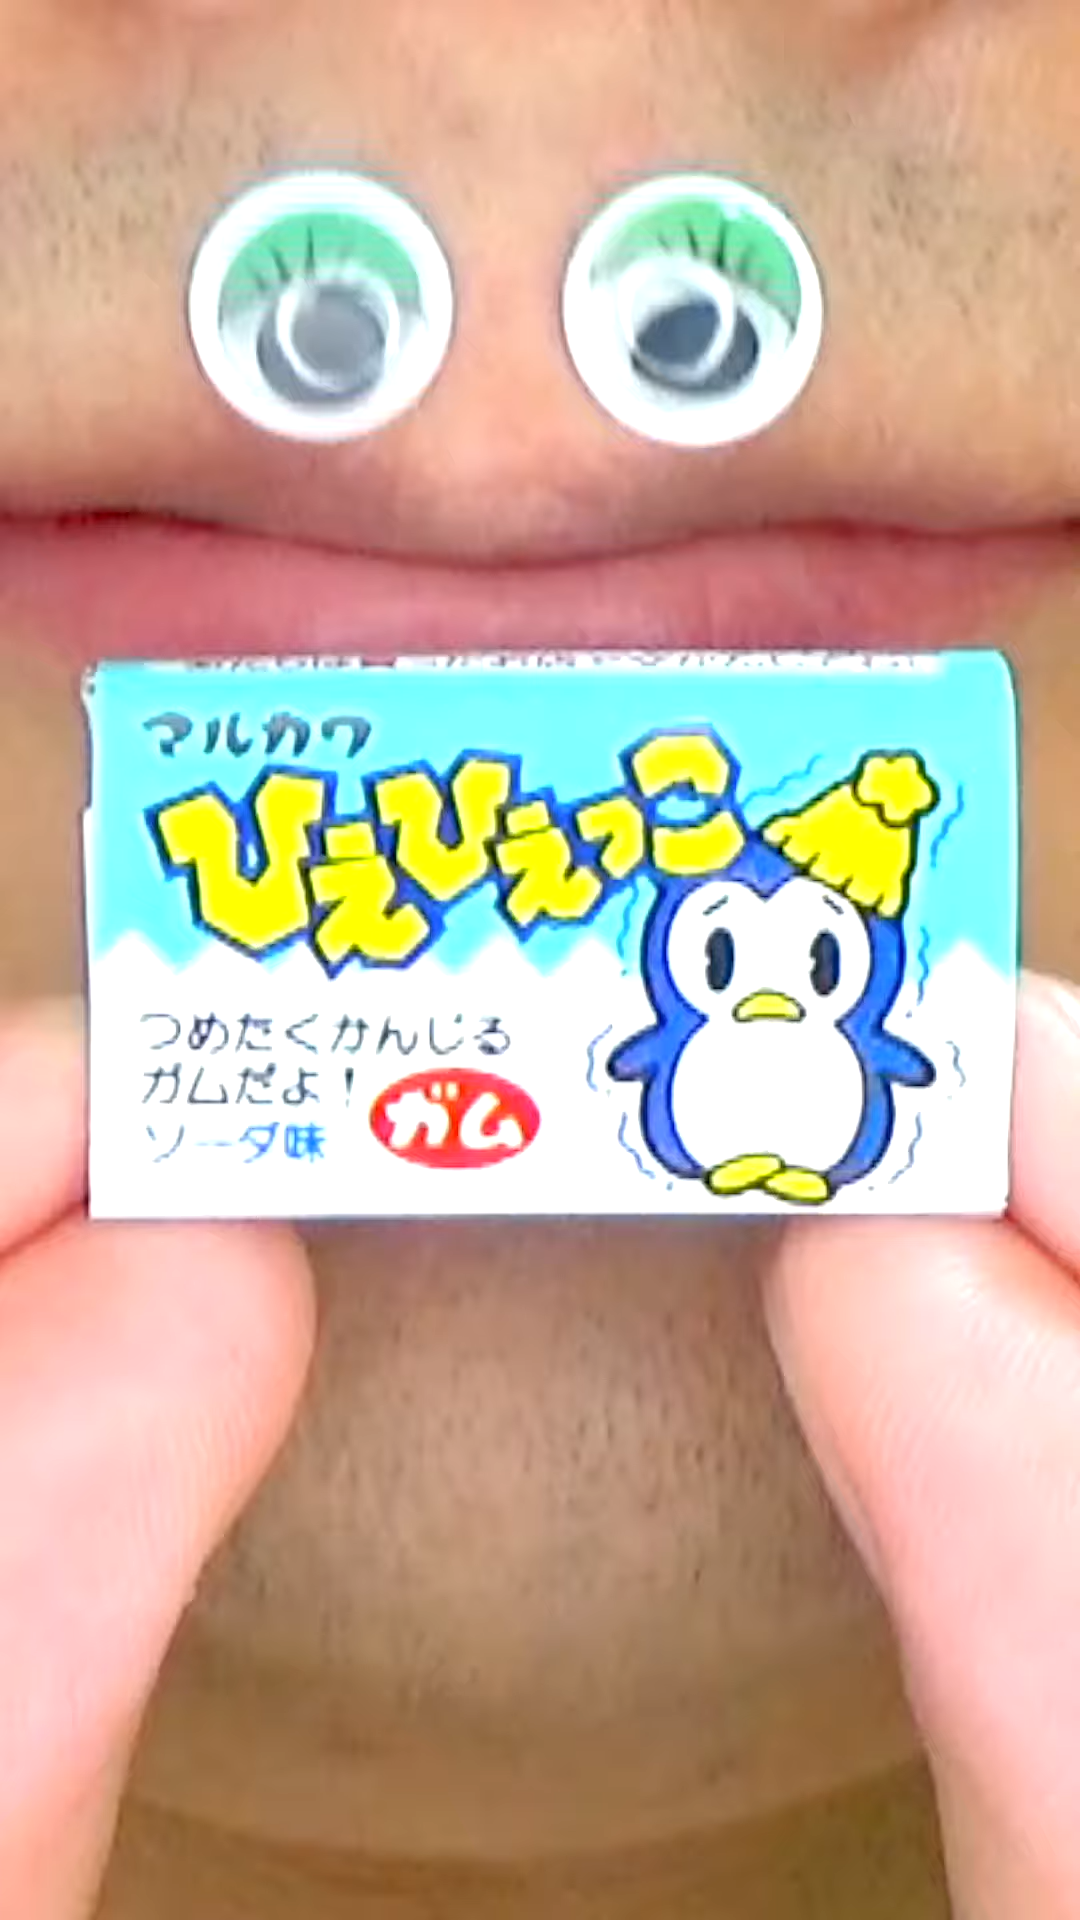 マルカワ
ひえひえっこ
つめたくかんじる
ガムだよ!
ソーダ味
ガム